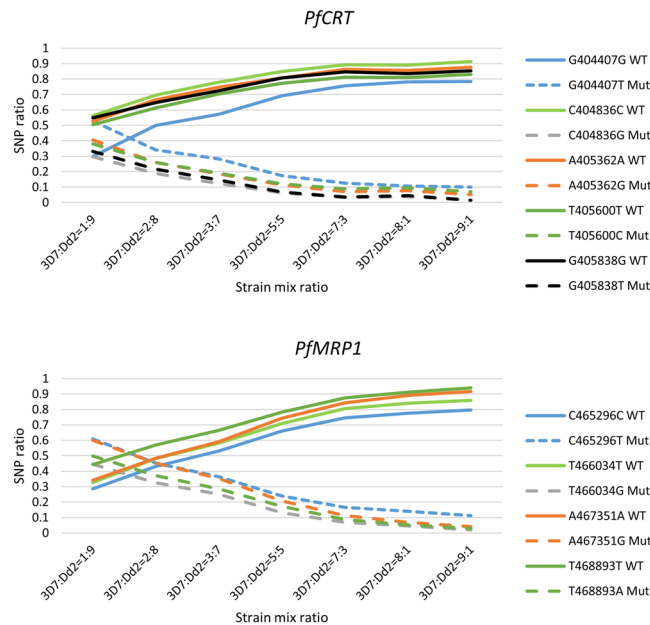 PfCRT
SNP ratio
1
0.9
0.8
0.7
0.6
0.5
0.4
0.3
0.2
0.1
0
3D7:Dd2=1:9
3D7:Dd2=2:8
3D7:Dd2=3:7
3D7:Dd2=5:5
3D7:Dd2=7:3
3D7:Dd2=8:1
3D7:Dd2=9:1
Strain mix ratio
G404407G WT
G404407T Mut
C404836C WT
C404836G Mut
A405362A WT
A405362G Mut
T405600T WT
T405600C Mut
G405838G WT
G405838T Mut
PfMRP1
SNP ratio
1
0.9
0.8
0.7
0.6
0.5
0.4
0.3
0.2
0.1
0
3D7:Dd2=1:9
3D7:Dd2=2:8
3D7:Dd2=3:7
3D7:Dd2=5:5
3D7:Dd2=7:3
3D7:Dd2=8:1
3D7:Dd2=9:1
Strain mix ratio
C465296C WT
C465296T Mut
T466034T WT
T466034G Mut
A467351A WT
A467351G Mut
T468893T WT
T468893A Mut